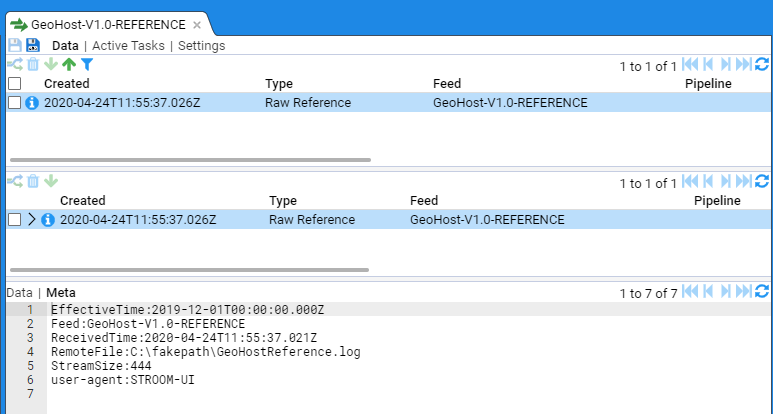 GeoHost-V1.0-REFERENCE ×
Data | Active Tasks | Settings
1 to 1 of 1
Created Type Feed Pipeline
2020-04-24T11:55:37.026Z Raw Reference GeoHost-V1.0-REFERENCE
1 to 1 of 1
Created Type Feed Pipeline
2020-04-24T11:55:37.026Z Raw Reference GeoHost-V1.0-REFERENCE
Data | Meta 1 to 7 of 7
1 EffectiveTime:2019-12-01T00:00:00.000Z
2 Feed:GeoHost-V1.0-REFERENCE
3 ReceivedTime:2020-04-24T11:55:37.021Z
4 RemoteFile:C:\fakepath\GeoHostReference.log
5 StreamSize:444
6 user-agent:STROOM-UI
7